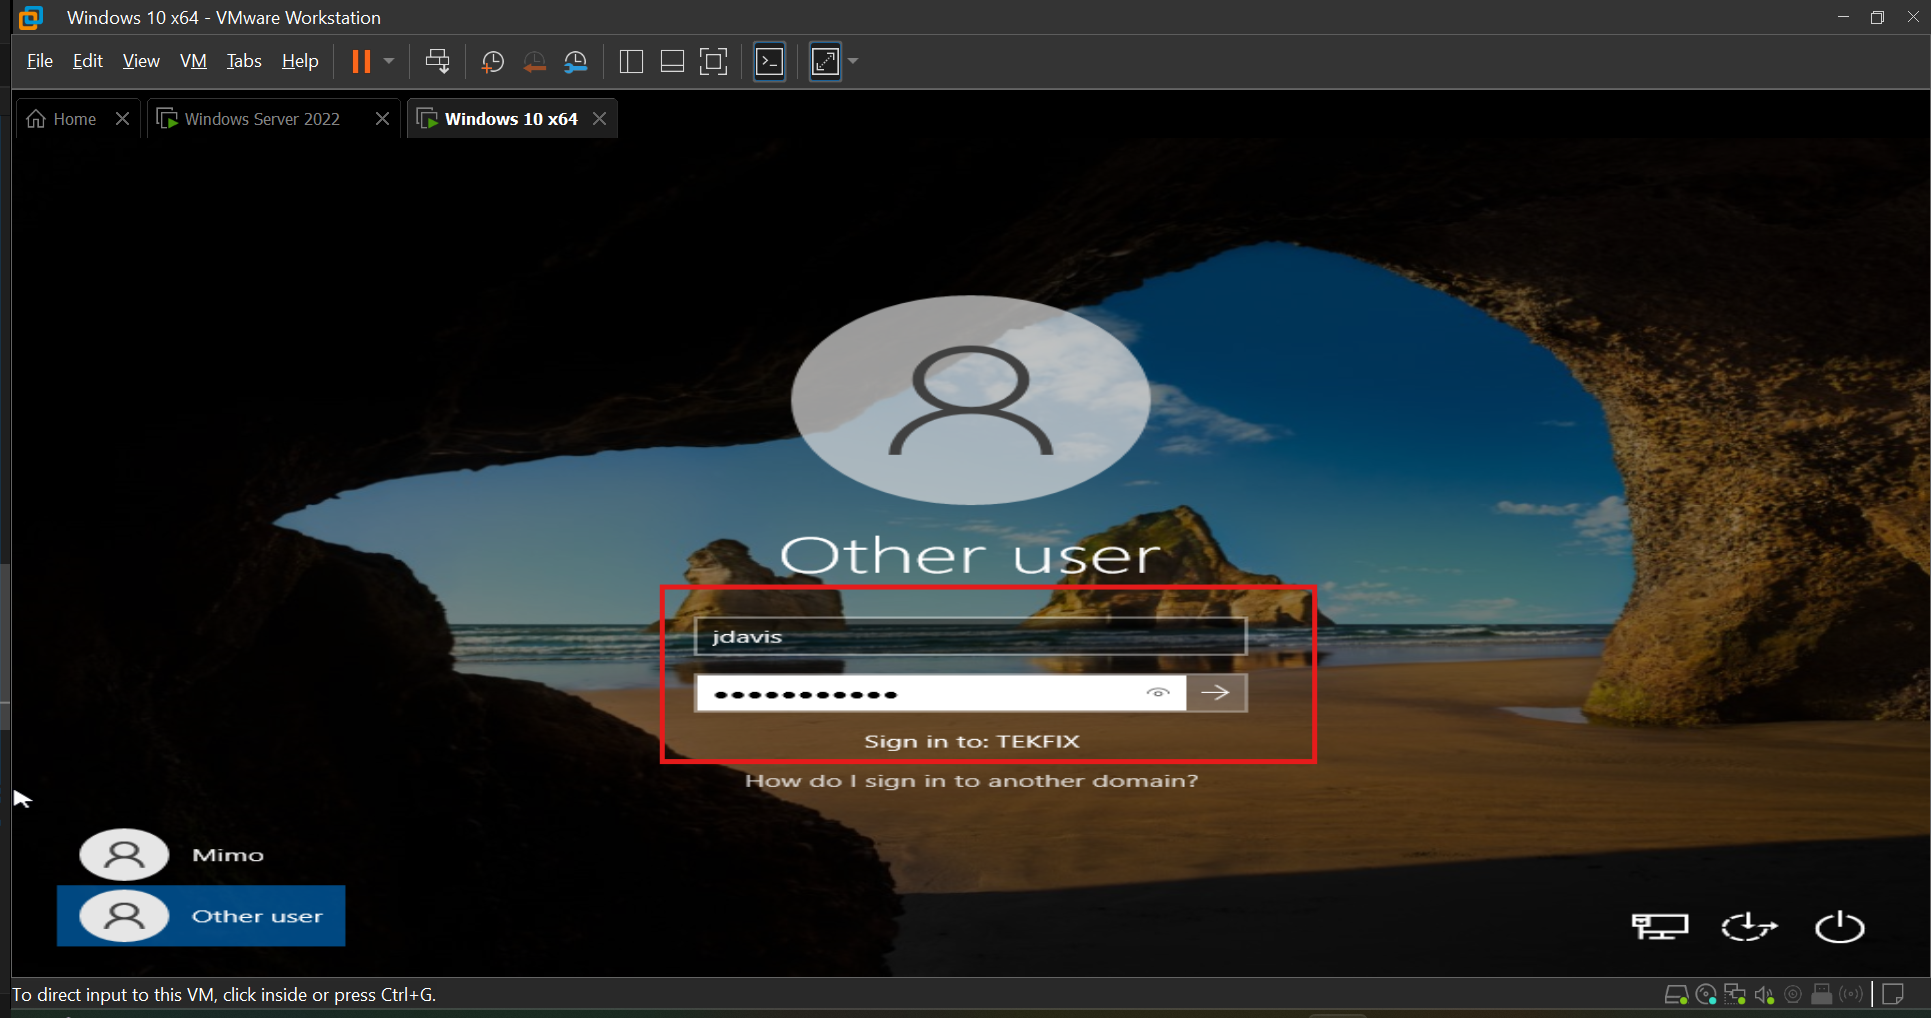 Windows 10 x64 - VMware Workstation
File Edit View VM Tabs Help
Home Windows Server 2022 Windows 10 x64
Other user
jdavis
Sign in to: TEKFIX
How do I sign in to another domain?
Mimo
Other user
To direct input to this VM, click inside or press Ctrl+G.